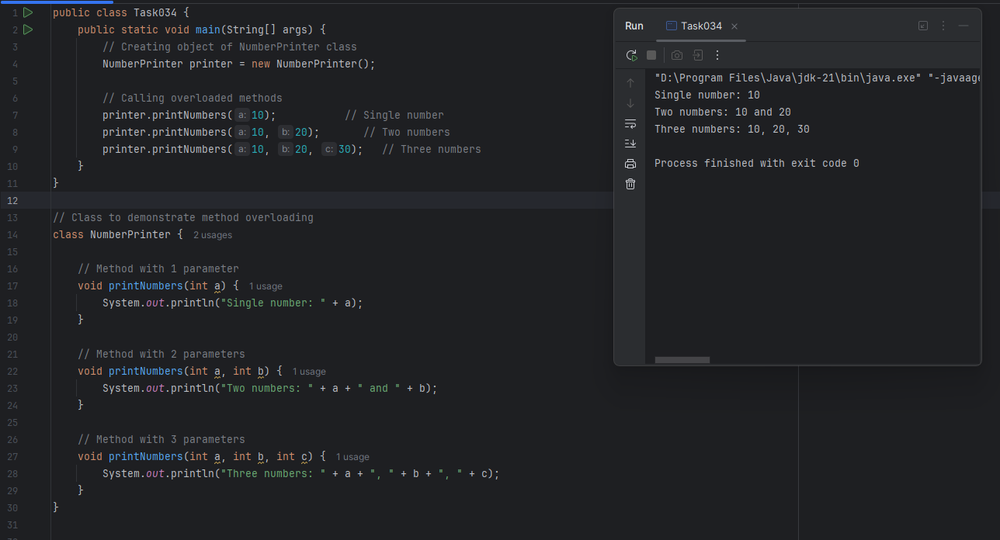 1 public class Task034 {
2 public static void main(String[] args) {
3 // Creating object of NumberPrinter class
4 NumberPrinter printer = new NumberPrinter();
5
6 // Calling overloaded methods
7 printer.printNumbers( a: 10); // Single number
8 printer.printNumbers( a: 10, b: 20); // Two numbers
9 printer.printNumbers( a: 10, b: 20, c: 30); // Three numbers
10 }
11 }
12
13 // Class to demonstrate method overloading
14 class NumberPrinter { 2 usages
15
16 // Method with 1 parameter
17 void printNumbers(int a) { 1 usage
18 System.out.println("Single number: " + a);
19 }
20
21 // Method with 2 parameters
22 void printNumbers(int a, int b) { 1 usage
23 System.out.println("Two numbers: " + a + " and " + b);
24 }
25
26 // Method with 3 parameters
27 void printNumbers(int a, int b, int c) { 1 usage
28 System.out.println("Three numbers: " + a + ", " + b + ", " + c);
29 }
30 }
31
Run Task034
"D:\Program Files\Java\jdk-21\bin\java.exe" "-javaage
Single number: 10
Two numbers: 10 and 20
Three numbers: 10, 20, 30
Process finished with exit code 0